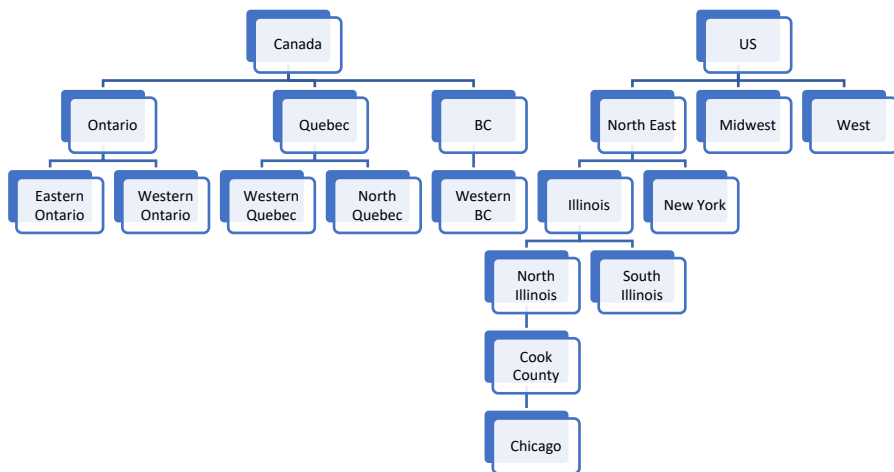 Canada
US
Ontario
Quebec
BC
North East
Midwest
West
Eastern
Ontario
Western
Ontario
Western
Quebec
North
Quebec
Western
BC
Illinois
New York
North
Illinois
South
Illinois
Cook
County
Chicago